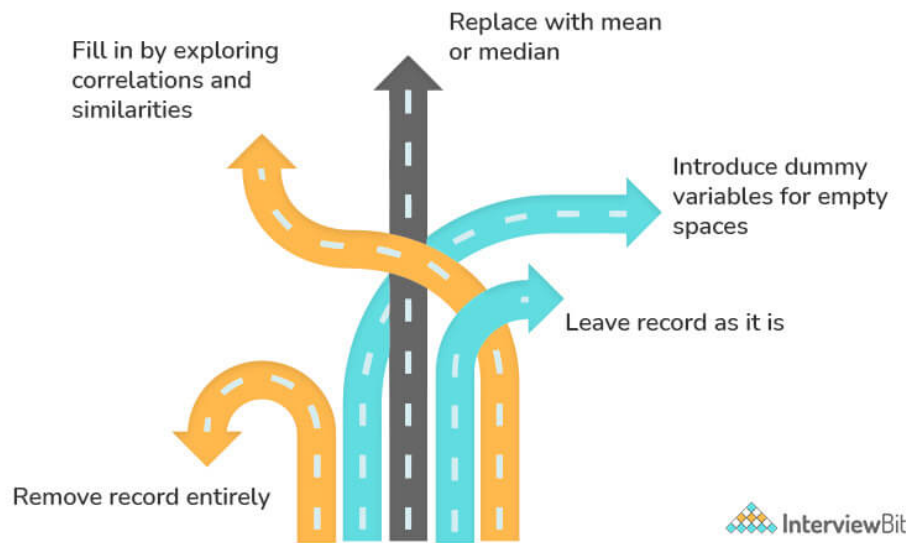 Fill in by exploring
correlations and
similarities
Replace with mean
or median
Introduce dummy
variables for empty
spaces
Leave record as it is
Remove record entirely
InterviewBit